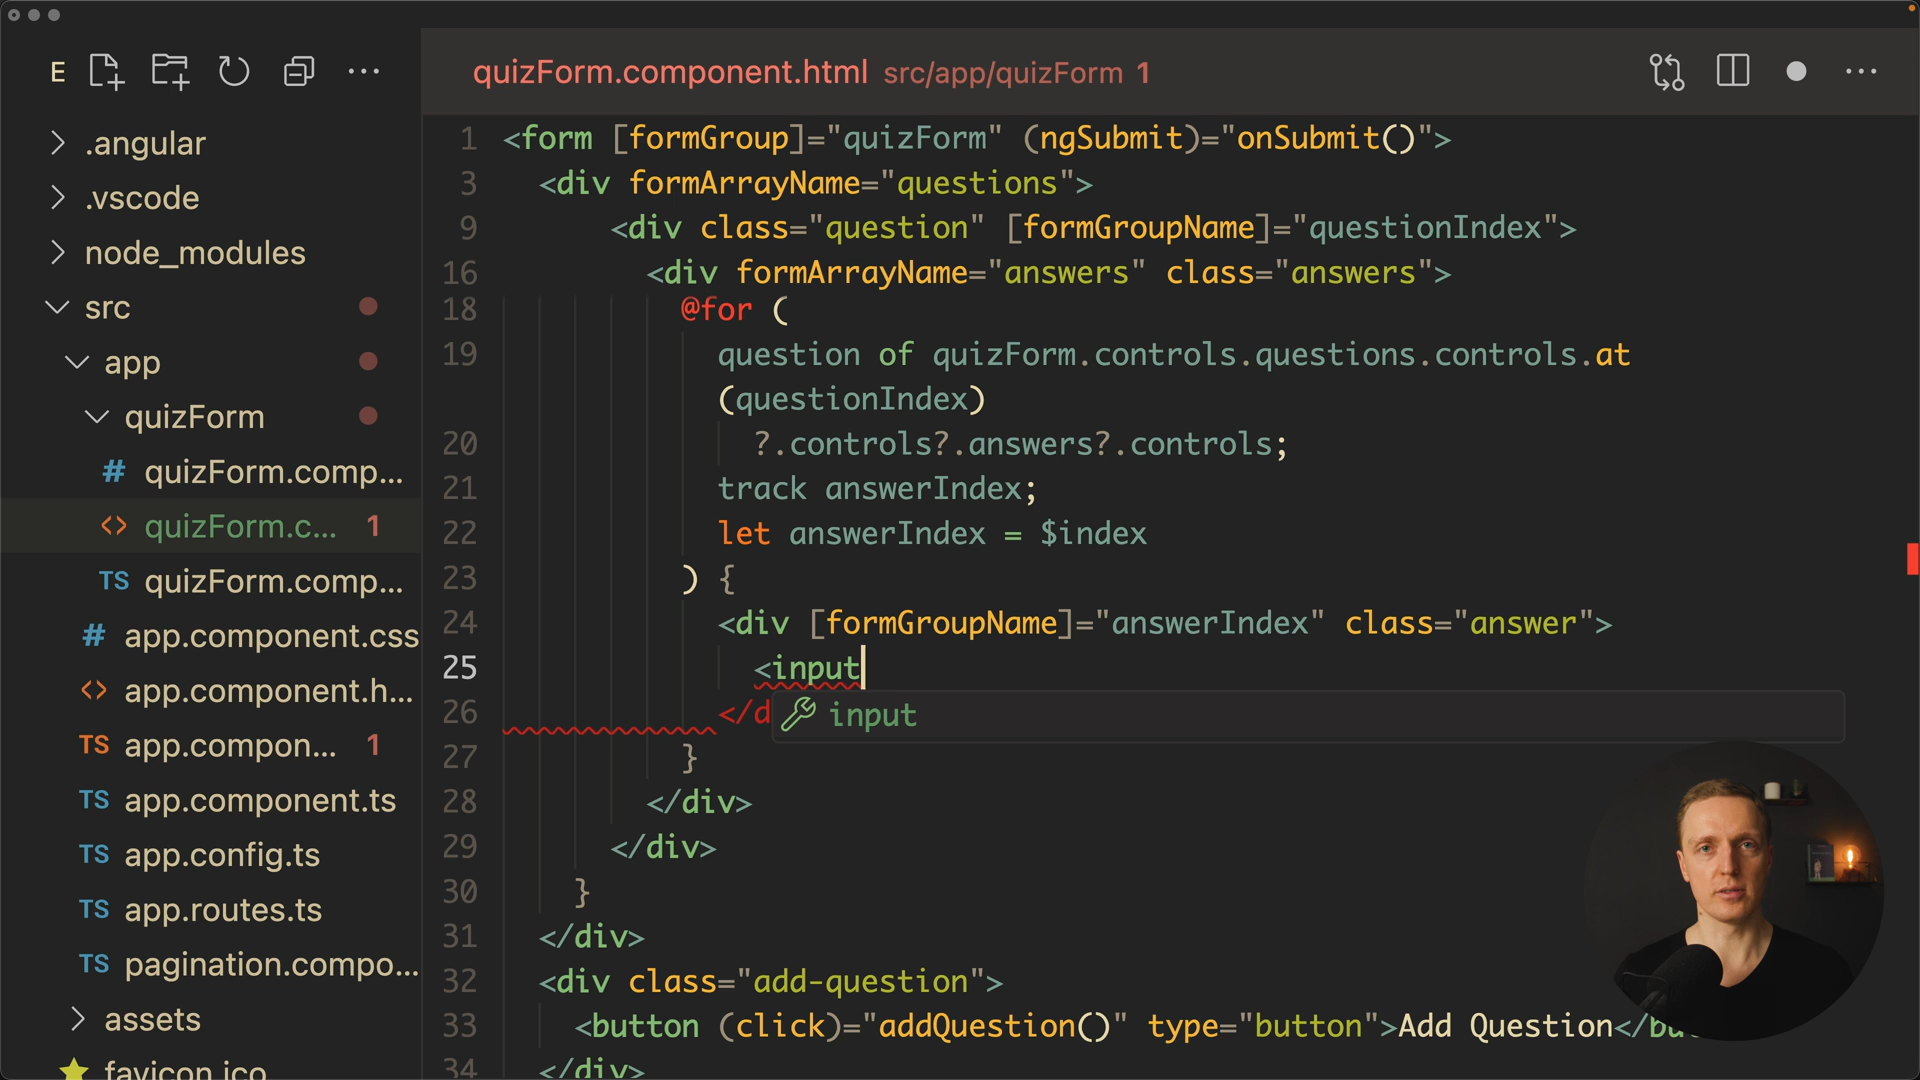 E
quizForm.component.html src/app/quizForm 1
.angular
.vscode
node_modules
src
app
quizForm
# quizForm.comp...
<> quizForm.c... 1
TS quizForm.comp...
# app.component.css
<> app.component.h...
TS app.compon... 1
TS app.component.ts
TS app.config.ts
TS app.routes.ts
TS pagination.compo...
assets
favicon.ico
1 <form [formGroup]="quizForm" (ngSubmit)="onSubmit()">
3 <div formArrayName="questions">
9 <div class="question" [formGroupName]="questionIndex">
16 <div formArrayName="answers" class="answers">
18 @for (
19 question of quizForm.controls.questions.controls.at
(questionIndex)
20 ?.controls?.answers?.controls;
21 track answerIndex;
22 let answerIndex = $index
23 ) {
24 <div [formGroupName]="answerIndex" class="answer">
25 <input
26 </d
input
27 }
28 </div>
29 </div>
30 }
31 </div>
32 <div class="add-question">
33 <button (click)="addQuestion()" type="button">Add Question</bu
34 </div>